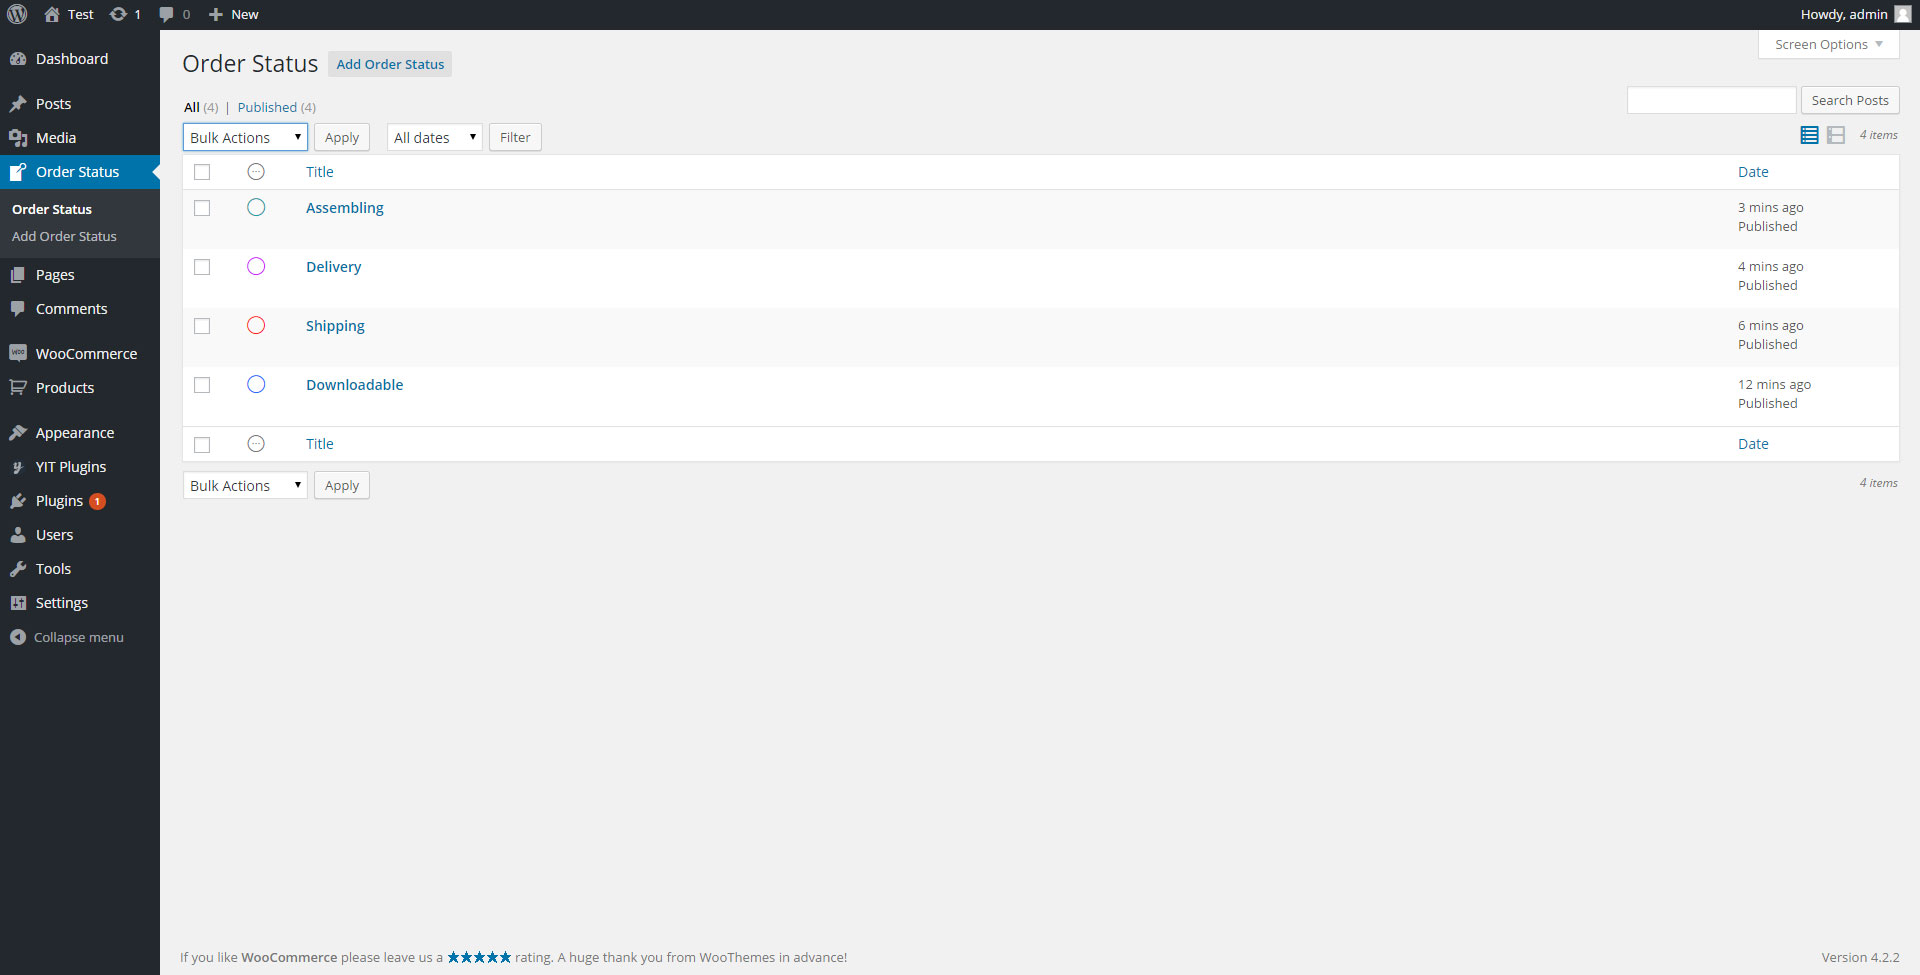 Test 1 0 New Howdy, admin
Screen Options
Dashboard
Posts
Media
Order Status
Order Status
Add Order Status
Pages
Comments
WooCommerce
Products
Appearance
YIT Plugins
Plugins 1
Users
Tools
Settings
Collapse menu
Order Status Add Order Status
All (4) | Published (4)
Search Posts
Bulk Actions Apply All dates Filter 4 items
Title Date
Assembling 3 mins ago
Published
Delivery 4 mins ago
Published
Shipping 6 mins ago
Published
Downloadable 12 mins ago
Published
Title Date
Bulk Actions Apply 4 items
If you like WooCommerce please leave us a ★★★★★ rating. A huge thank you from WooThemes in advance! Version 4.2.2